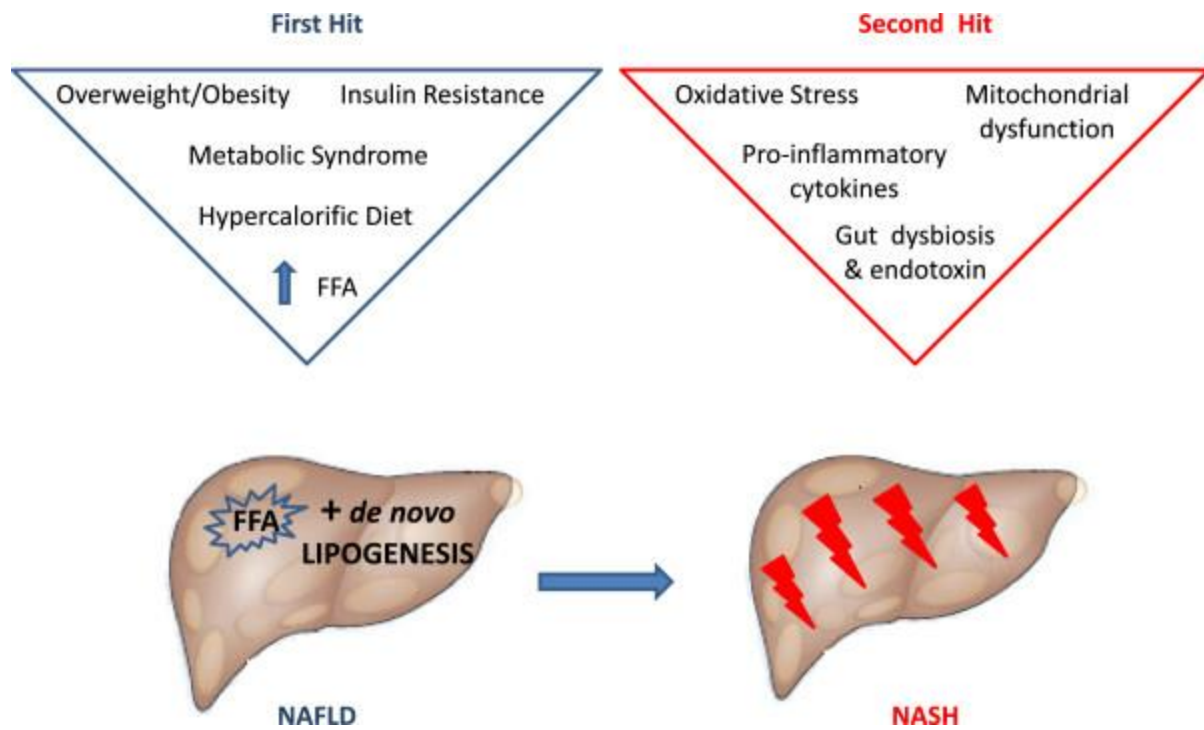 First Hit
Second Hit
Overweight/Obesity
Insulin Resistance
Metabolic Syndrome
Hypercalorific Diet
FFA
Oxidative Stress
Mitochondrial
dysfunction
Pro-inflammatory
cytokines
Gut dysbiosis
& endotoxin
FFA
+ de novo
LIPOGENESIS
NAFLD
NASH